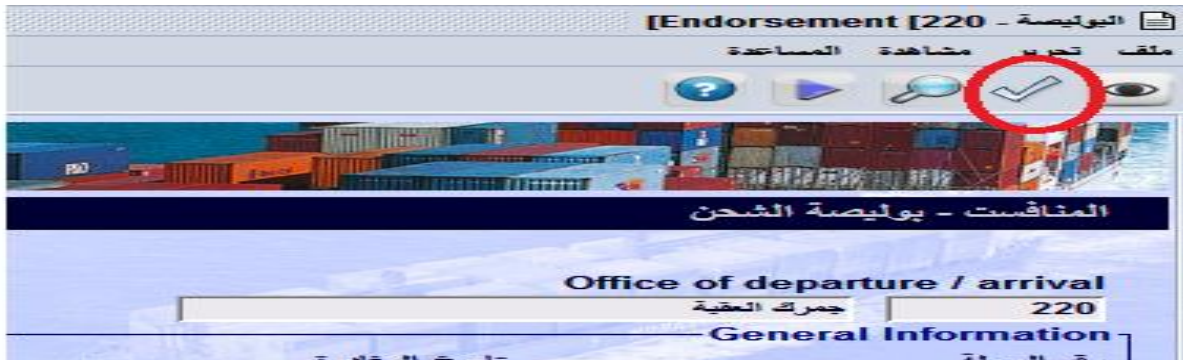 البوليصة - Endorsement [220]
ملف تحرير مشاهدة المساعدة
المنافست - بوليصة الشحن
Office of departure / arrival
220 جمرك العقبة
General Information